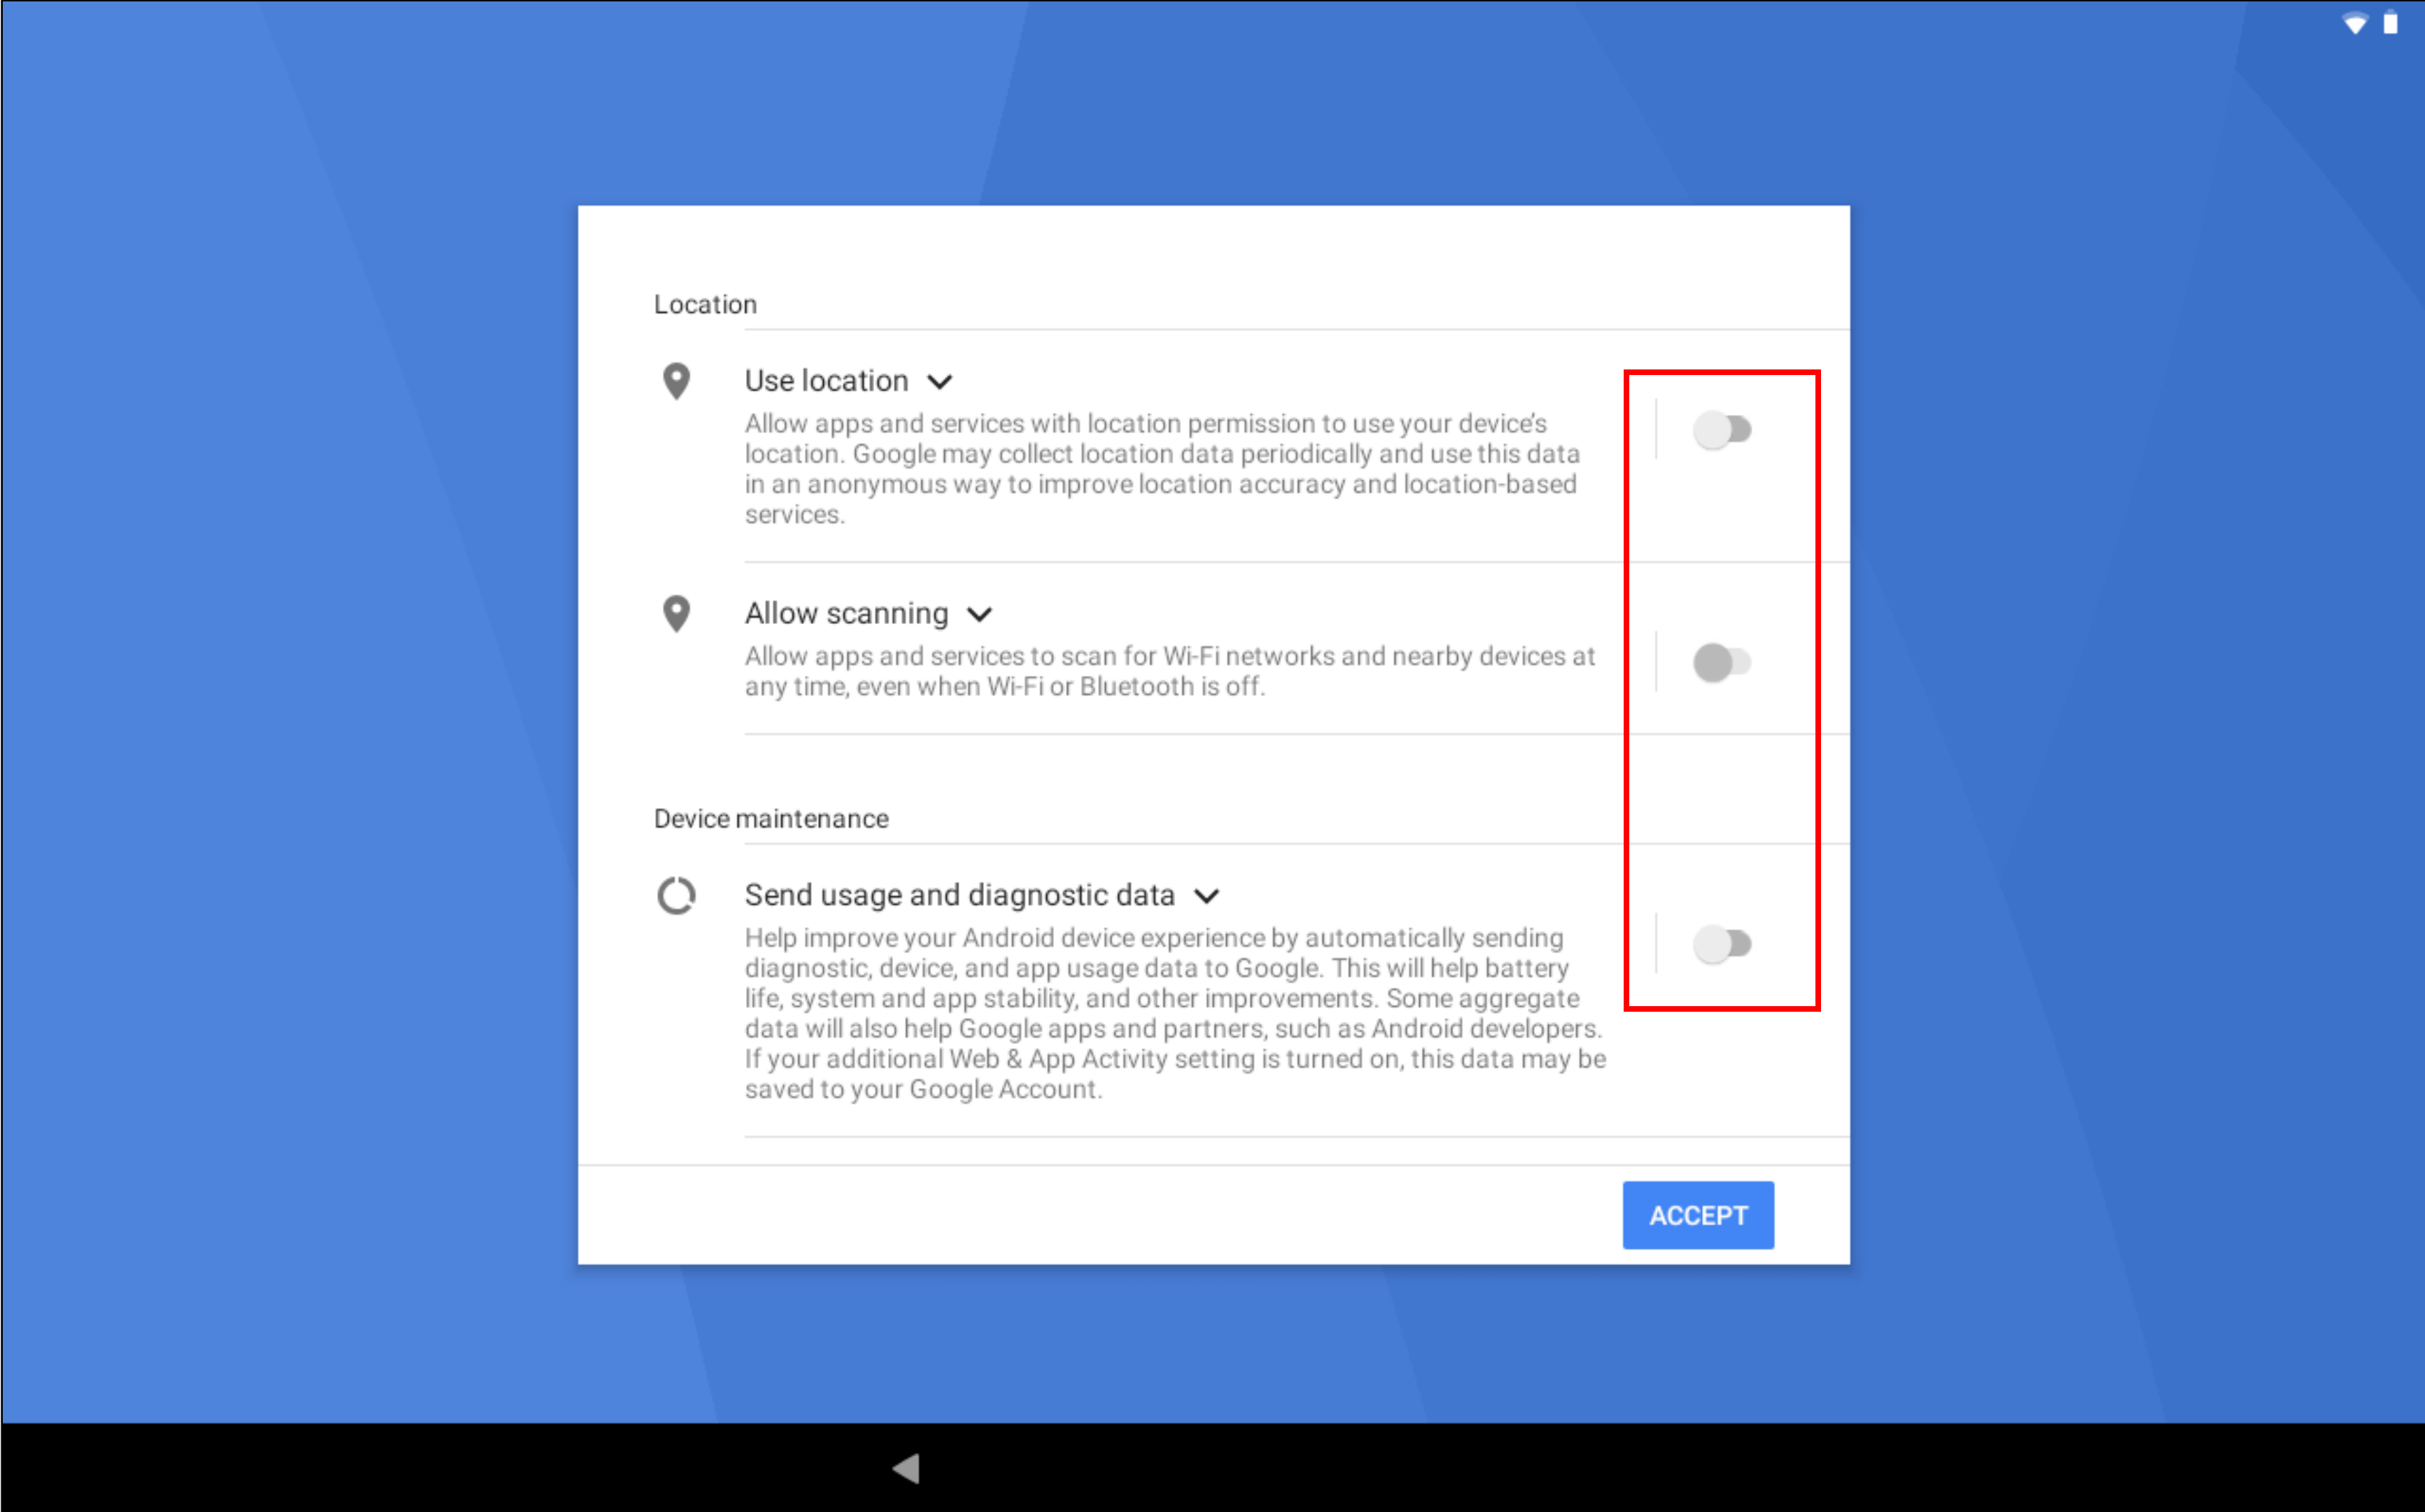 Location
Use location
Allow apps and services with location permission to use your device's
location. Google may collect location data periodically and use this data
in an anonymous way to improve location accuracy and location-based
services.
Allow scanning
Allow apps and services to scan for Wi-Fi networks and nearby devices at
any time, even when Wi-Fi or Bluetooth is off.
Device maintenance
Send usage and diagnostic data
Help improve your Android device experience by automatically sending
diagnostic, device, and app usage data to Google. This will help battery
life, system and app stability, and other improvements. Some aggregate
data will also help Google apps and partners, such as Android developers.
If your additional Web & App Activity setting is turned on, this data may be
saved to your Google Account.
ACCEPT